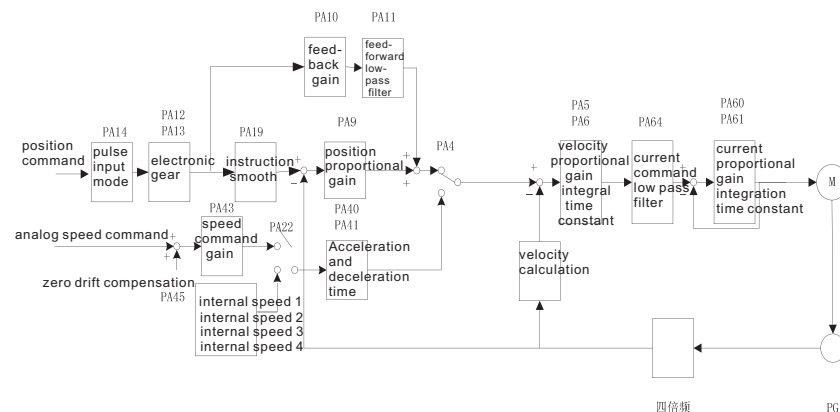 PA10
PA11
feed-
back
gain
feed-
forward
low-
pass
filter
PA12
PA13
PA14
PA19
PA9
PA4
PA5
PA6
PA64
PA60
PA61
position
command
pulse
input
mode
electronic
gear
instruction
smooth
+
−
position
proportional
gain
+
+
+
−
velocity
proportional
gain
integral
time
constant
current
command
low pass
filter
+
−
current
proportional
gain
integration
time constant
M
PA43
PA22
PA40
PA41
analog speed command
+
+
speed
command
gain
Acceleration
and
deceleration
time
velocity
calculation
zero drift compensation
PA45
internal speed 1
internal speed 2
internal speed 3
internal speed 4
四倍频
PG